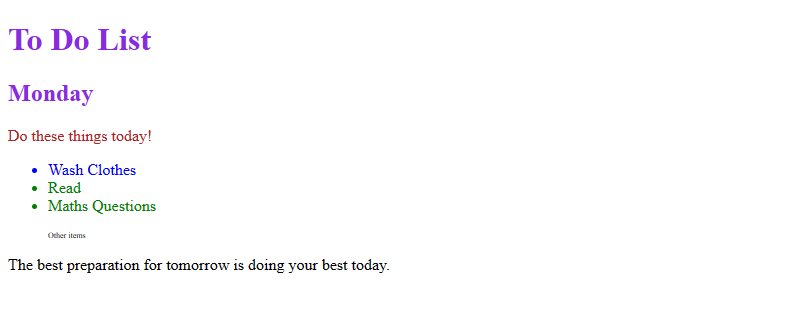 To Do List
Monday
Do these things today!
Wash Clothes
Read
Maths Questions
Other items
The best preparation for tomorrow is doing your best today.